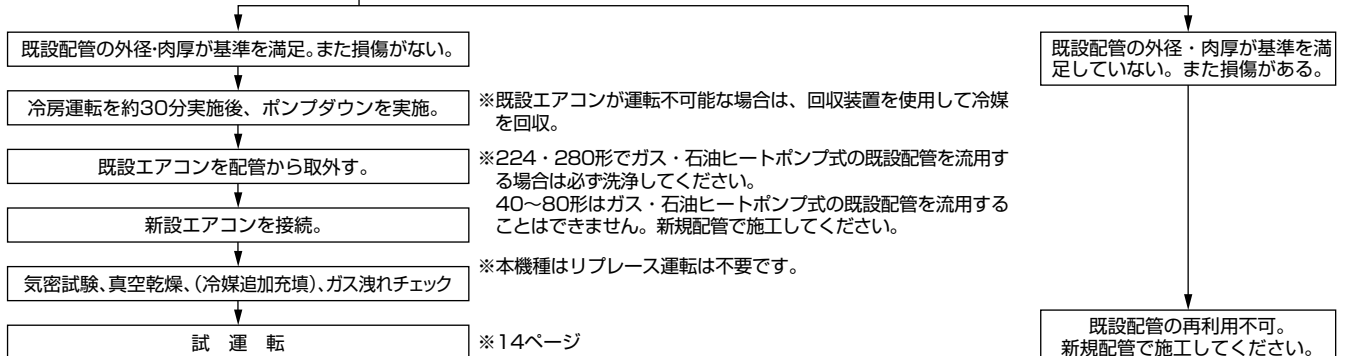 既設配管の外径・肉厚が基準を満足。また損傷がない。
冷房運転を約30分実施後、ポンプダウンを実施。
※既設エアコンが運転不可能な場合は、回収装置を使用して冷媒
を回収。
既設エアコンを配管から取外す。
※224・280形でガス・石油ヒートポンプ式の既設配管を流用す
る場合は必ず洗浄してください。
40〜80形はガス・石油ヒートポンプ式の既設配管を流用する
ことはできません。新規配管で施工してください。
新設エアコンを接続。
気密試験、真空乾燥、(冷媒追加充填)、ガス洩れチェック
※本機種はリプレース運転は不要です。
試 運 転
※14ページ
既設配管の外径・肉厚が基準を満
足していない。また損傷がある。
既設配管の再利用不可。
新規配管で施工してください。